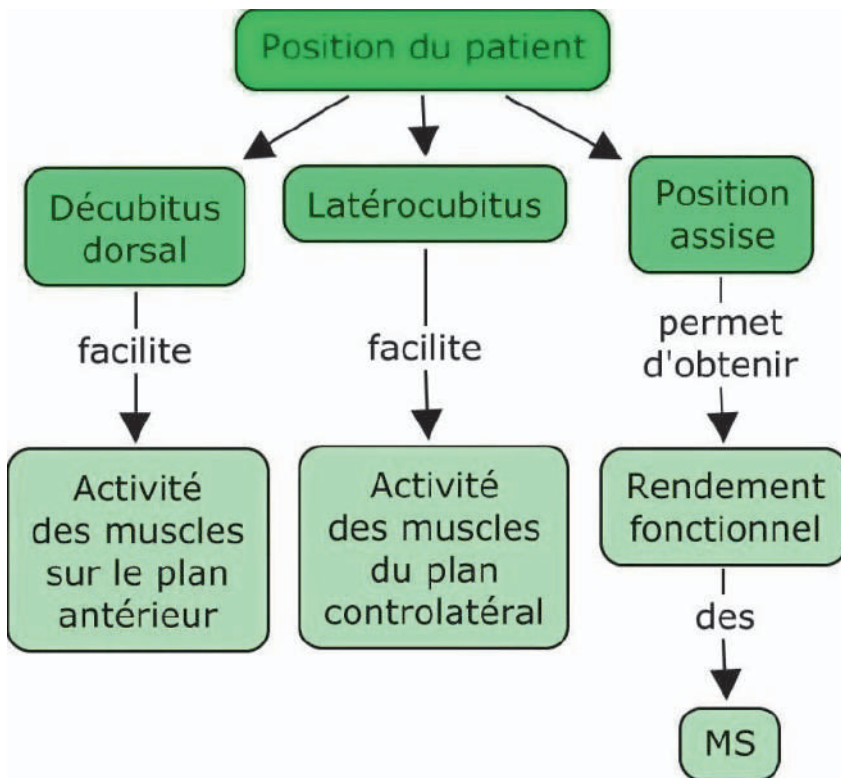 Position du patient
Décubitus
dorsal
Latérocubitus
Position
assise
facilite
facilite
permet
d'obtenir
Activité
des muscles
sur le plan
antérieur
Activité
des muscles
du plan
controlatéral
Rendement
fonctionnel
des
MS